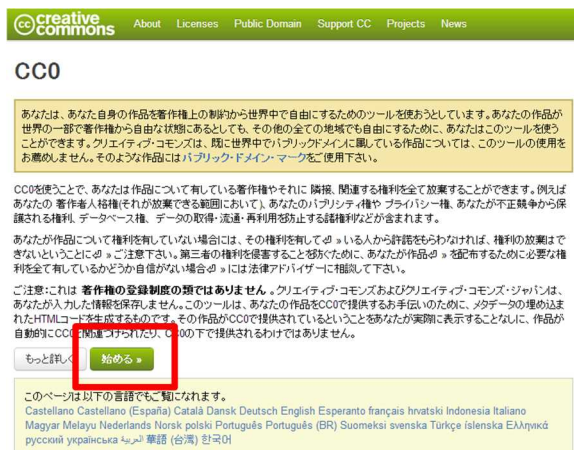 cc creative commons About Licenses Public Domain Support CC Projects News
CC0
あなたは、あなた自身の作品を著作権上の制約から世界中で自由にするためのツールを使おうとしています。あなたの作品が
世界の一部で著作権から自由な状態にあるとしても、その他の全ての地域でも自由にするために、あなたはこのツールを使う
ことができます。クリエイティブ・コモンズは、既に世界中でパブリックドメインに属している作品については、このツールの使用をお
薦めしません。そのような作品にはパブリック・ドメイン・マークをご使用下さい。
CC0を使うことで、あなたは作品について有している著作権やそれに 隣接、関連する権利を全て放棄することができます。例えば
あなたの 著作者人格権(それが放棄できる範囲において)、あなたのパブリシティ権や プライバシー権、あなたが不正競争から保
護される権利、データベース権、データの取得・流通・再利用を防止する諸権利などが含まれます。
あなたが作品について権利を有していない場合には、その権利を有して⏎ » いる人から許諾をもらわなければ、権利の放棄はで
きないということに⏎ » ご注意下さい。第三者の権利を侵害することを防ぐために、あなたが作品⏎ » を配布するために必要な権
利を全て有しているかどうか自信がない場合⏎ » には法律アドバイザーに相談して下さい。
ご注意:これは 著作権の登録制度の類ではありません 。クリエイティブ・コモンズおよびクリエイティブ・コモンズ・ジャパンは、
あなたが入力した情報を保存しません。このツールは、あなたの作品をCC0で提供するお手伝いのために、メタデータの埋め込ま
れたHTMLコードを生成するものです。その作品がCC0で提供されているということをあなたが実際に表示することなしに、作品が
自動的にCC0と関連づけられたり、CC0の下で提供されるわけではありません。
もっと詳しく 始める »
このページは以下の言語でもご覧になれます。
Castellano Castellano (España) Català Dansk Deutsch English Esperanto français hrvatski Indonesia Italiano
Magyar Melayu Nederlands Norsk polski Português Português (BR) Suomeksi svenska Türkçe íslenska Ελληνικά
русский українська العربية 華語 (台灣) 한국어